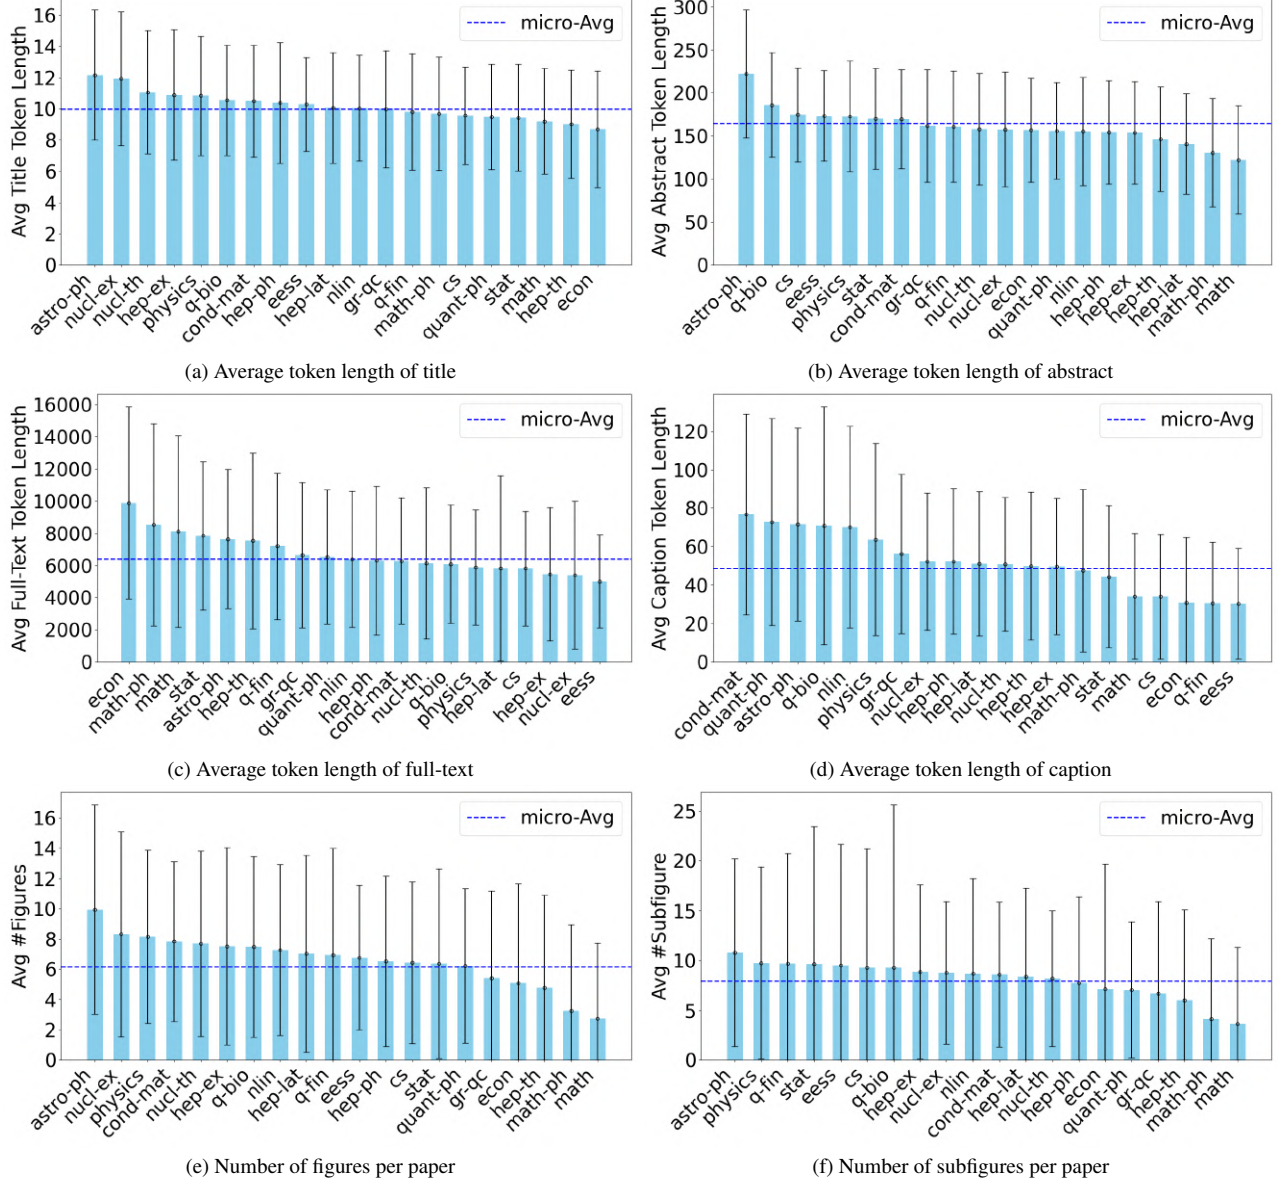 16
14
12
10
8
6
4
2
0
Avg Title Token Length
micro-Avg
astro-ph
nucl-ex
nucl-th
hep-ex
physics
q-bio
cond-mat
hep-ph
eess
hep-lat
nlin
gr-qc
q-fin
math-ph
cs
quant-ph
stat
math
hep-th
econ
(a) Average token length of title
300
250
200
150
100
50
0
Avg Abstract Token Length
micro-Avg
astro-ph
q-bio
cs
eess
physics
stat
cond-mat
gr-qc
q-fin
nucl-th
nucl-ex
econ
quant-ph
nlin
hep-ph
hep-ex
hep-th
hep-lat
math-ph
math
(b) Average token length of abstract
16000
14000
12000
10000
8000
6000
4000
2000
0
Avg Full-Text Token Length
micro-Avg
econ
math-ph
math
stat
astro-ph
hep-th
q-fin
gr-qc
quant-ph
nlin
hep-ph
cond-mat
nucl-th
q-bio
physics
hep-lat
cs
hep-ex
nucl-ex
eess
(c) Average token length of full-text
120
100
80
60
40
20
0
Avg Caption Token Length
micro-Avg
cond-mat
quant-ph
astro-ph
q-bio
nlin
physics
gr-qc
nucl-ex
hep-ph
hep-lat
nucl-th
hep-th
hep-ex
math-ph
stat
math
cs
econ
q-fin
eess
(d) Average token length of caption
16
14
12
10
8
6
4
2
0
Avg #Figures
micro-Avg
astro-ph
nucl-ex
physics
cond-mat
nucl-th
hep-ex
q-bio
nlin
hep-lat
q-fin
eess
hep-ph
cs
stat
quant-ph
gr-qc
econ
hep-th
math-ph
math
(e) Number of figures per paper
25
20
15
10
5
0
Avg #Subfigure
micro-Avg
astro-ph
physics
q-fin
stat
eess
cs
q-bio
hep-ex
nucl-ex
nlin
cond-mat
hep-lat
nucl-th
hep-ph
econ
quant-ph
gr-qc
hep-th
math-ph
math
(f) Number of subfigures per paper